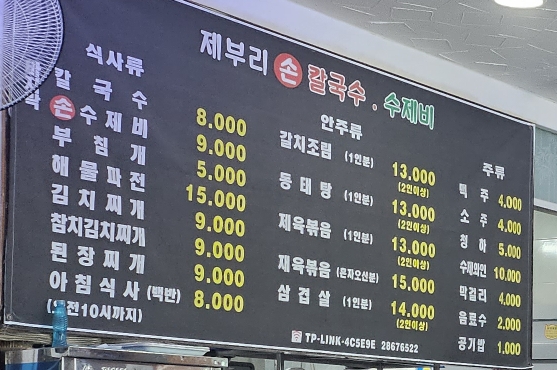 제부리 손 칼국수 . 수제비
식사류
칼국수 8.000
손 수제비 9.000
부침개 5.000
해물파전 15.000
김치찌개 9.000
참치김치찌개 9.000
된장찌개 9.000
아침식사 (백반) 8.000
(오전10시까지)
안주류
갈치조림 (1인분) 13.000
(2인이상)
동태탕 (1인분) 13.000
(2인이상)
제육볶음 (1인분) 13.000
(2인이상)
제육볶음 (혼자오신분) 15.000
삼겹살 (1인분) 14.000
(2인이상)
주류
맥주 4.000
소주 4.000
청하 5.000
수제와인 10.000
막걸리 4.000
음료수 2.000
공기밥 1.000
TP-LINK-4C5E9E 28676522